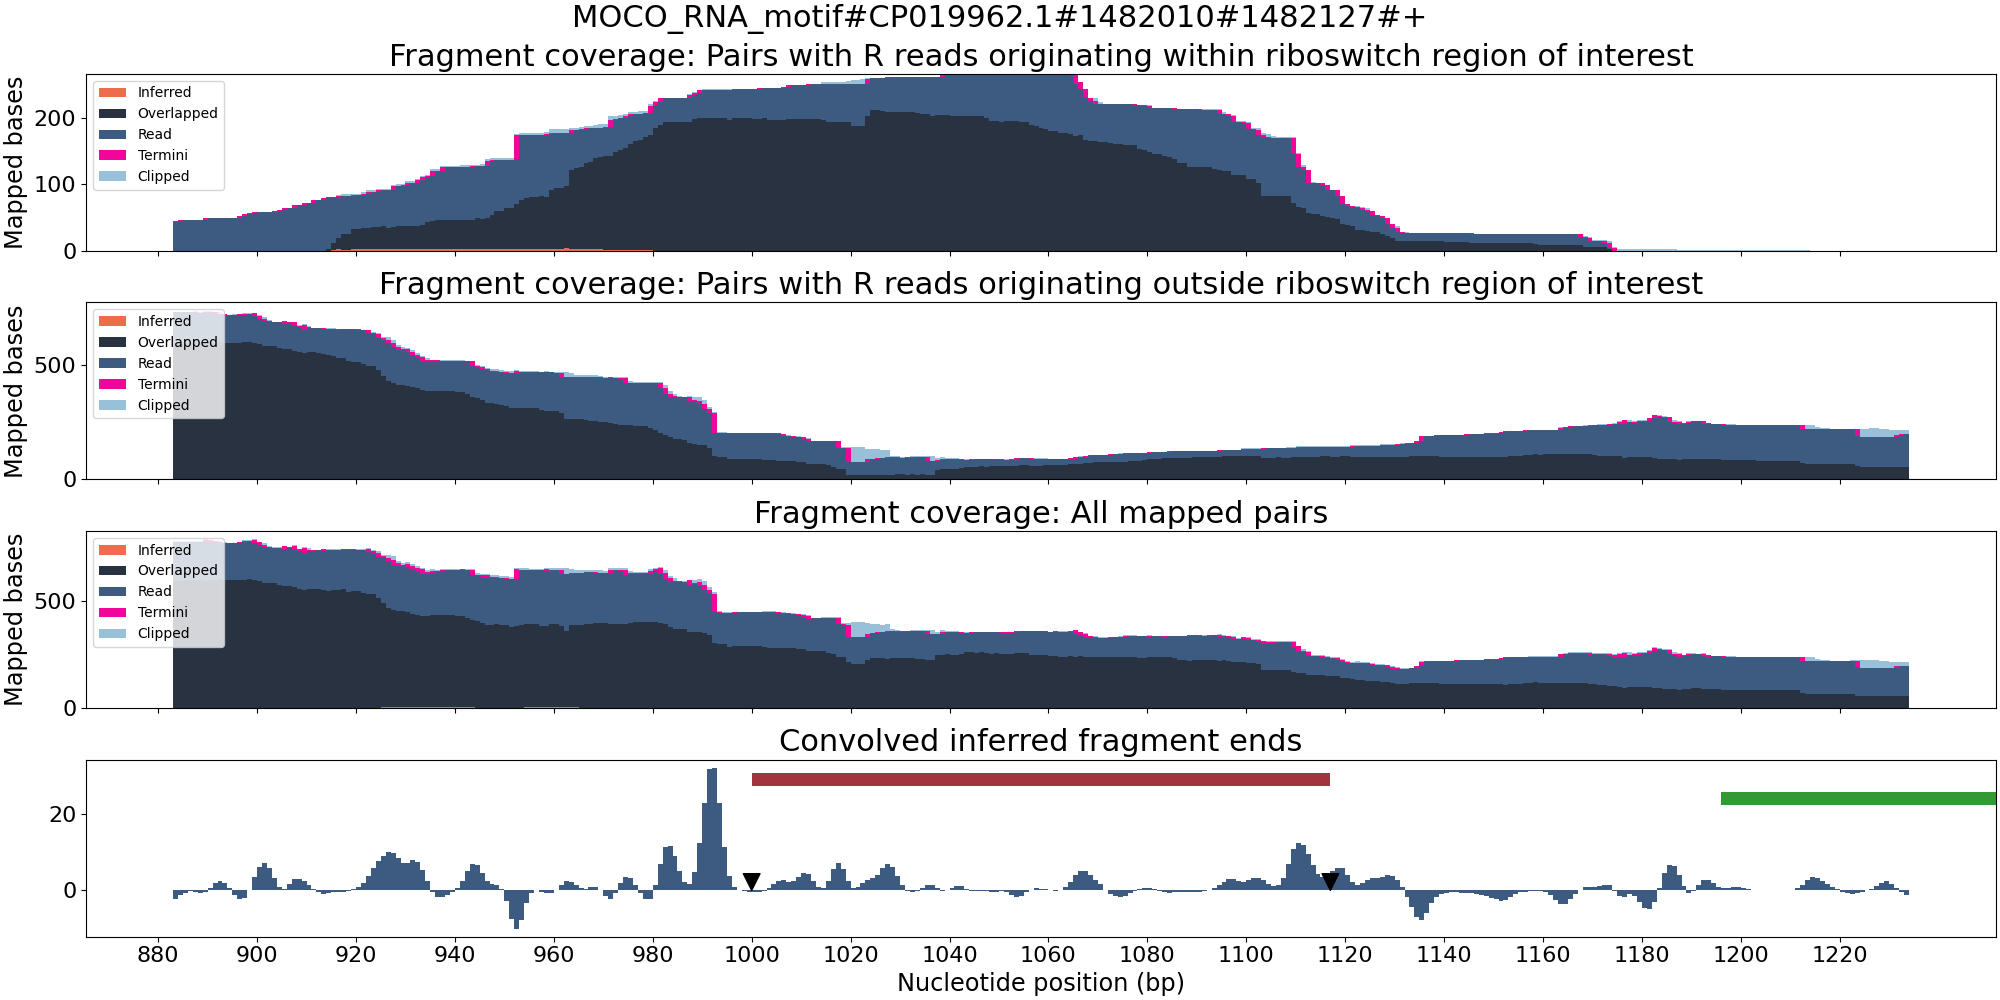 MOCO_RNA_motif#CP019962.1#1482010#1482127#+
Fragment coverage: Pairs with R reads originating within riboswitch region of interest
Mapped bases
200
100
0
Inferred
Overlapped
Read
Termini
Clipped
Fragment coverage: Pairs with R reads originating outside riboswitch region of interest
Mapped bases
500
0
Inferred
Overlapped
Read
Termini
Clipped
Fragment coverage: All mapped pairs
Mapped bases
500
0
Inferred
Overlapped
Read
Termini
Clipped
Convolved inferred fragment ends
20
0
880 900 920 940 960 980 1000 1020 1040 1060 1080 1100 1120 1140 1160 1180 1200 1220
Nucleotide position (bp)